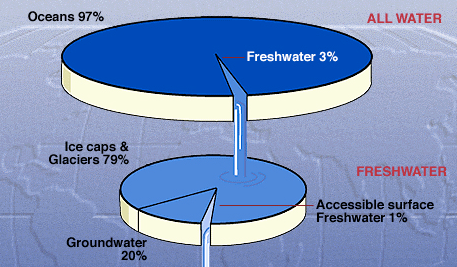 Oceans 97%
ALL WATER
Freshwater 3%
Ice caps &
Glaciers 79%
FRESHWATER
Accessible surface
Freshwater 1%
Groundwater
20%